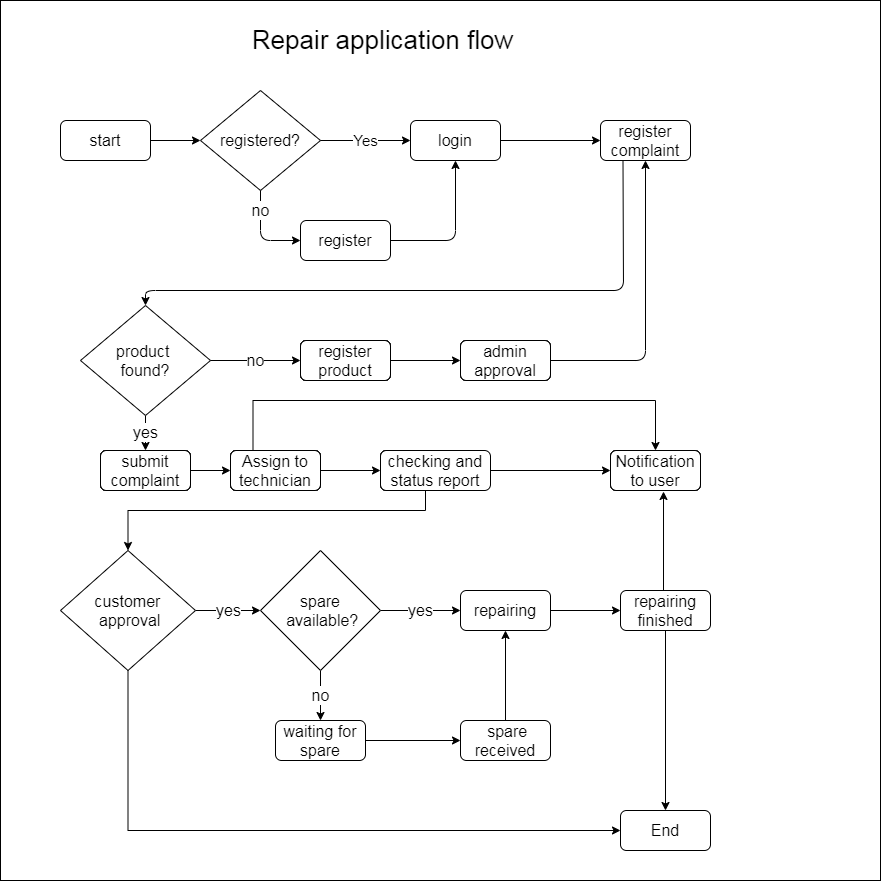 Repair application flow
start
registered?
Yes
login
register
complaint
no
register
product
found?
no
register
product
admin
approval
yes
submit
complaint
Assign to
technician
checking and
status report
Notification
to user
customer
approval
yes
spare
available?
yes
repairing
repairing
finished
no
waiting for
spare
spare
received
End